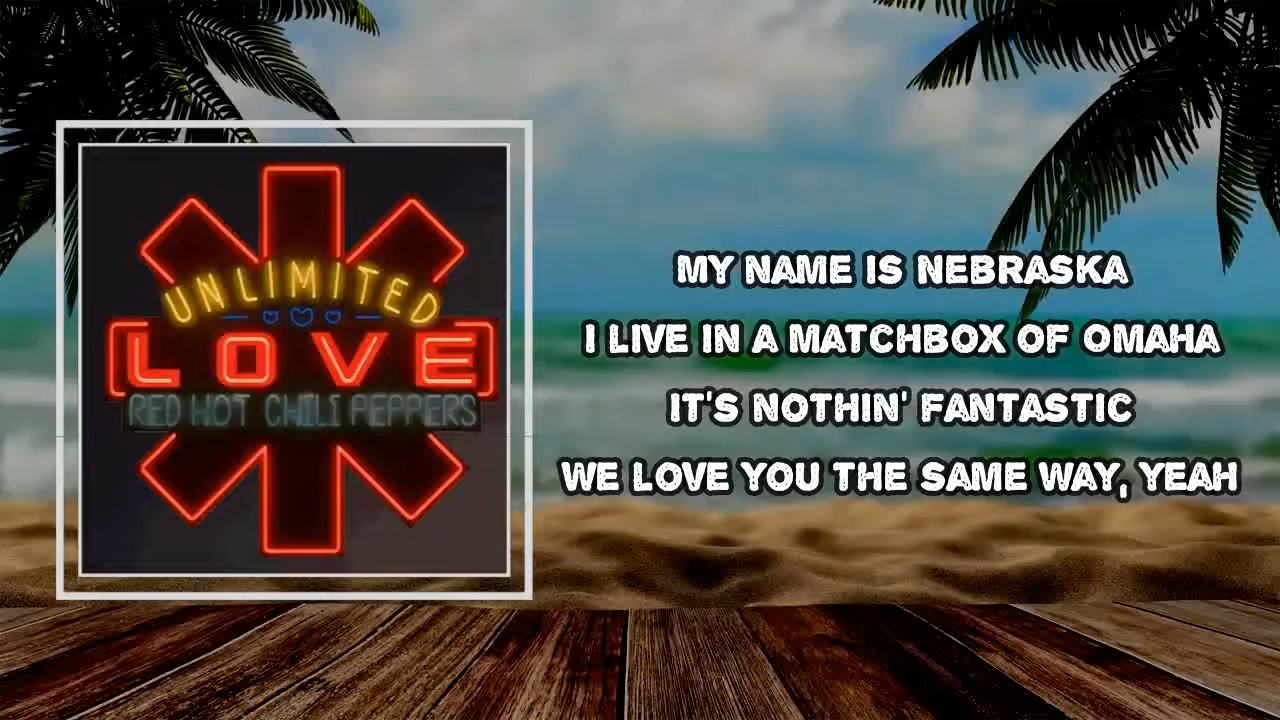 UNLIMITED
LOVE
RED HOT CHILI PEPPERS
MY NAME IS NEBRASKA
I LIVE IN A MATCHBOX OF OMAHA
IT'S NOTHIN' FANTASTIC
WE LOVE YOU THE SAME WAY, YEAH